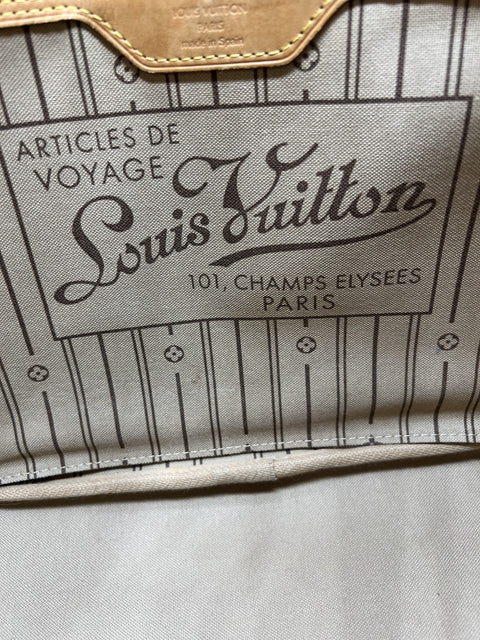 LOUIS VUITTON
PARIS
made in Spain
ARTICLES DE
VOYAGE
Louis Vuitton
101, CHAMPS ELYSEES
PARIS